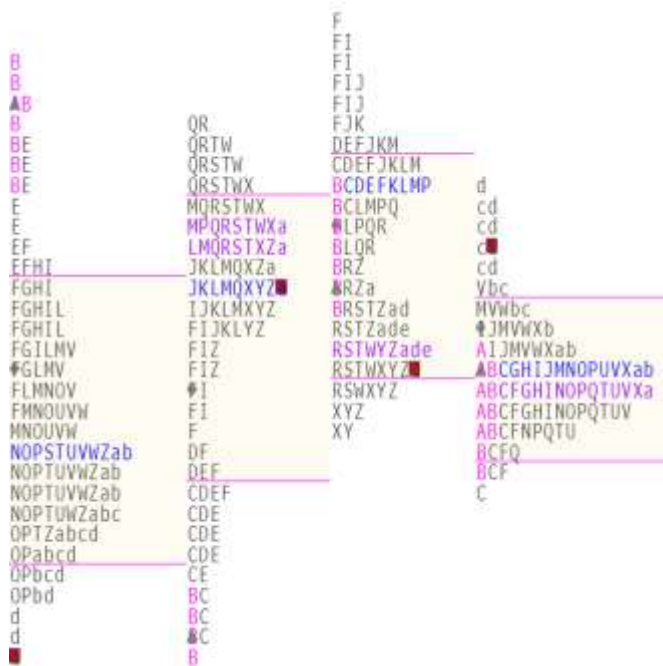 B
B
B
B
BE
BE
BE
E
E
EF
EFHI
FGHI
FGHIL
FGHIL
FGILMV
GLMV
FLMNOV
FMNOUVW
MNOUVW
NOPSTUVWZab
NOPTUVWZab
NOPTUVWZab
NOPTUWZabc
OPTZabcd
OPabcd
OPbcd
OPbd
d
d
QR
QRTW
QRSTW
QRSTWX
MQRSTWX
MPQRSTWXa
LMQRSTXZa
JKLMQXZa
JKLMQXYZ
IJKLMXYZ
FIJKLYZ
FIZ
FIZ
I
FI
F
DF
DEF
CDEF
CDE
CDE
CDE
CE
BC
BC
C
B
F
FI
FI
FIJ
FIJ
FJK
DEFJKM
CDEFJKLM
BCDEFKLMP
BCLMPQ
LPQR
BLQR
BRZ
RZa
BRSTZad
RSTZade
RSTWYZade
RSTWXYZ
RSWXYZ
XYZ
XY
d
cd
cd
c
cd
Vbc
MVWbc
JMVWXb
AIJMVWXab
BCGHIJMNOPUVXab
ABCFGHINOPQTUVXa
ABCFGHINOPQTUV
ABCFNPQTU
BCFQ
BCF
C